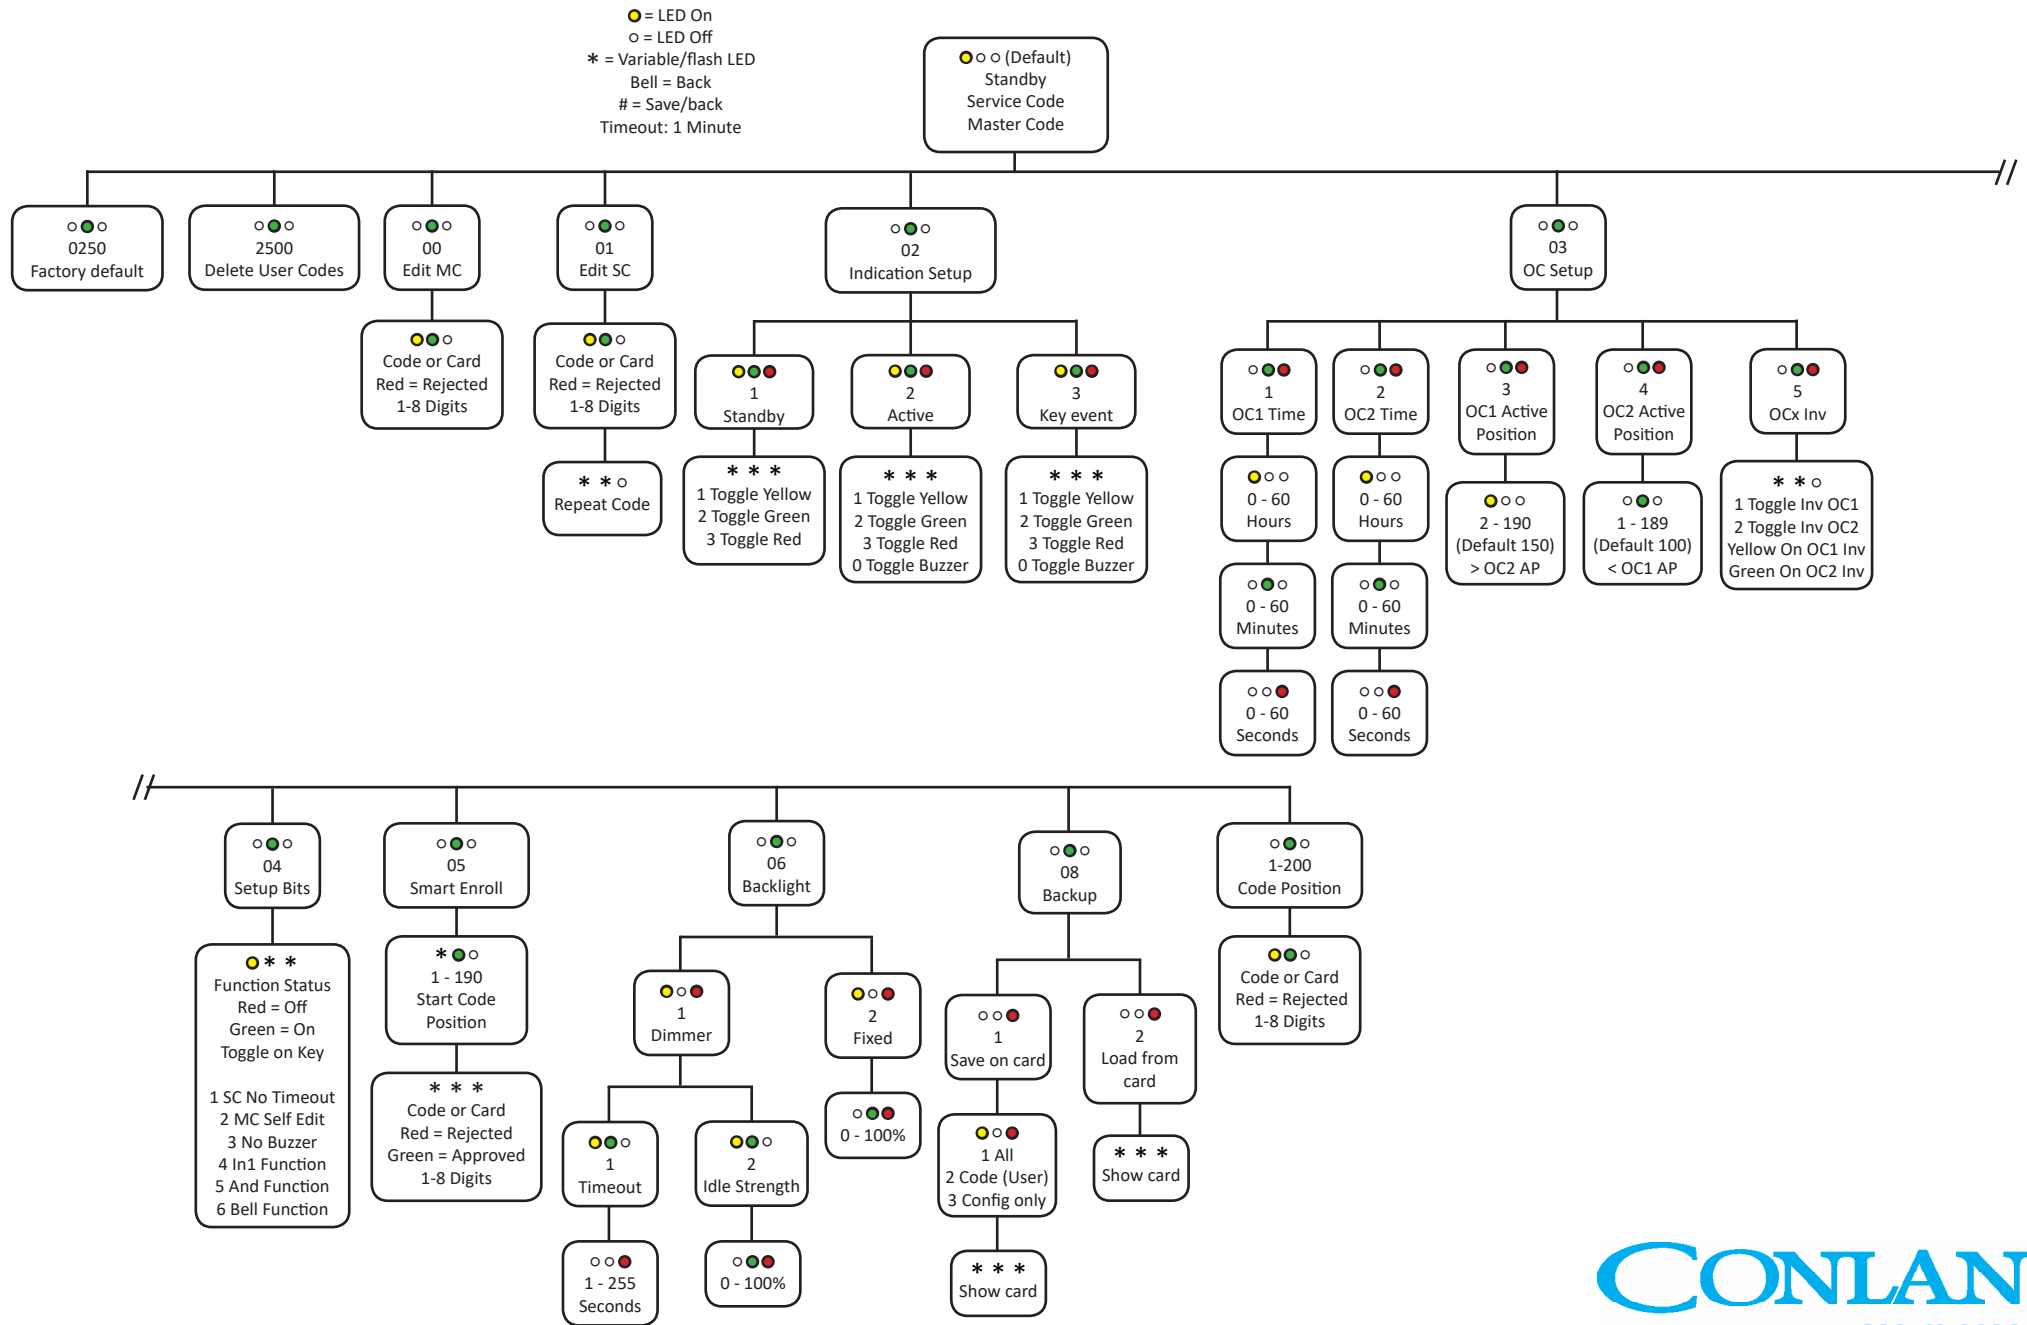 = LED On
= LED Off
* = Variable/flash LED
Bell = Back
# = Save/back
Timeout: 1 Minute
(Default)
Standby
Service Code
Master Code
0250
Factory default
2500
Delete User Codes
00
Edit MC
Code or Card
Red = Rejected
1-8 Digits
01
Edit SC
Code or Card
Red = Rejected
1-8 Digits
* *
Repeat Code
02
Indication Setup
1
Standby
* * *
1 Toggle Yellow
2 Toggle Green
3 Toggle Red
2
Active
* * *
1 Toggle Yellow
2 Toggle Green
3 Toggle Red
0 Toggle Buzzer
3
Key event
* * *
1 Toggle Yellow
2 Toggle Green
3 Toggle Red
0 Toggle Buzzer
03
OC Setup
1
OC1 Time
0 - 60
Hours
0 - 60
Minutes
0 - 60
Seconds
2
OC2 Time
0 - 60
Hours
0 - 60
Minutes
0 - 60
Seconds
3
OC1 Active
Position
2 - 190
(Default 150)
> OC2 AP
4
OC2 Active
Position
1 - 189
(Default 100)
< OC1 AP
5
OCx Inv
* *
1 Toggle Inv OC1
2 Toggle Inv OC2
Yellow On OC1 Inv
Green On OC2 Inv
04
Setup Bits
* *
Function Status
Red = Off
Green = On
Toggle on Key
1 SC No Timeout
2 MC Self Edit
3 No Buzzer
4 In1 Function
5 And Function
6 Bell Function
05
Smart Enroll
*
1 - 190
Start Code
Position
* * *
Code or Card
Red = Rejected
Green = Approved
1-8 Digits
06
Backlight
1
Dimmer
1
Timeout
1 - 255
Seconds
2
Idle Strength
0 - 100%
2
Fixed
0 - 100%
08
Backup
1
Save on card
1 All
2 Code (User)
3 Config only
* * *
Show card
2
Load from
card
* * *
Show card
1-200
Code Position
Code or Card
Red = Rejected
1-8 Digits
CONLAN